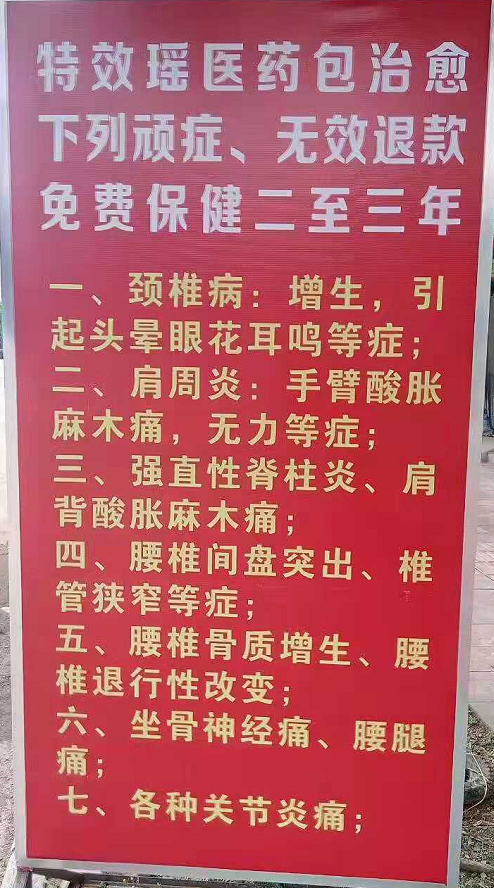 特效瑶医药包治愈
下列顽症、无效退款
免费保健二至三年
一、颈椎病：增生，引
起头晕眼花耳鸣等症；
二、肩周炎：手臂酸胀
麻木痛，无力等症；
三、强直性脊柱炎、肩
背酸胀麻木痛；
四、腰椎间盘突出、椎
管狭窄等症；
五、腰椎骨质增生、腰
椎退行性改变；
六、坐骨神经痛、腰腿
痛；
七、各种关节炎痛；